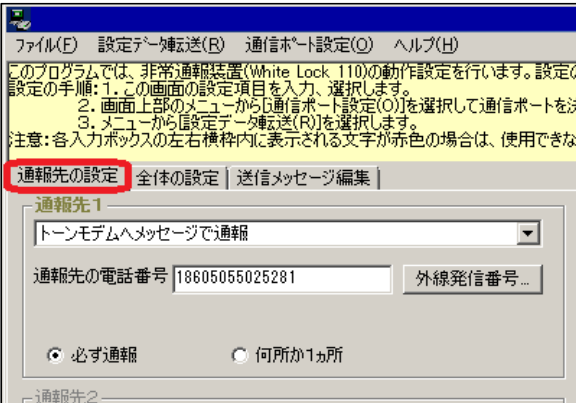 ファイル(F) 設定データ転送(R) 通信ポート設定(O) ヘルプ(H)
このプログラムでは、非常通報装置(White Lock 110)の動作設定を行います。設定の
設定の手順:1. この画面の設定項目を入力、選択します。
2. 画面上部のメニューから[通信ポート設定(O)]を選択して通信ポートを決
3. メニューから[設定データ転送(R)]を選択します。
注意:各入力ボックスの左右横枠内に表示される文字が赤色の場合は、使用できな
通報先の設定 全体の設定 送信メッセージ編集
通報先1
トーンモデムへメッセージで通報
通報先の電話番号 18605055025281 外線発信番号...
必ず通報 何所か1ヵ所
通報先2